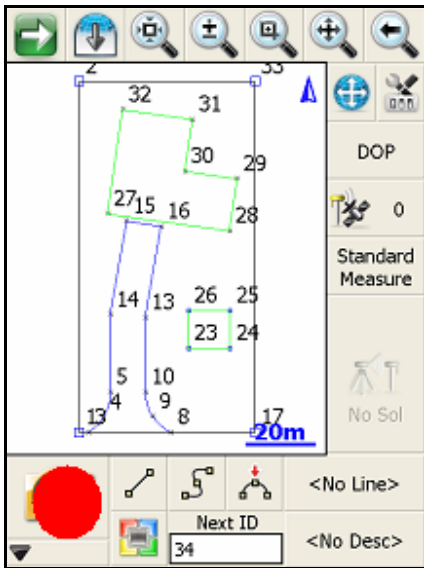 2 33
32 31
30 29
27 15 16 28
14 13 26 25
23 24
5 10
4 9
13 8 17
20m
DOP
0
Standard
Measure
No Sol
<No Line>
Next ID
34
<No Desc>